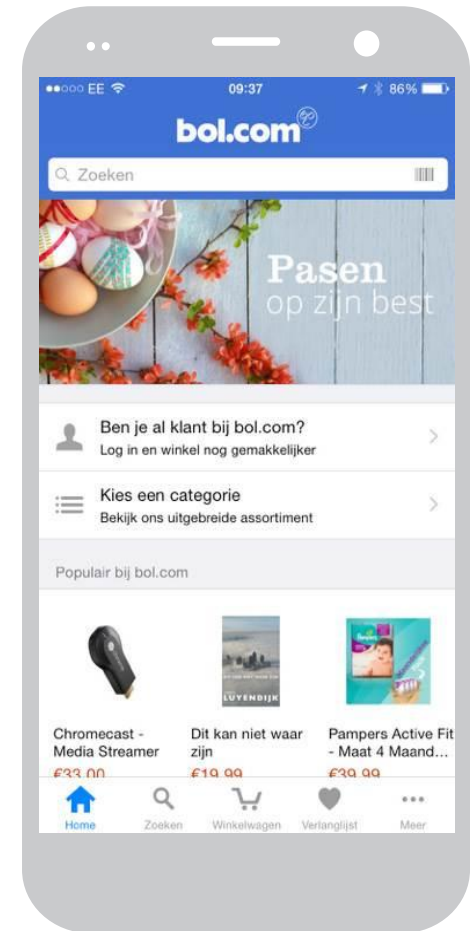 EE 09:37 86%
bol.com
Zoeken
Pasen
op zijn best
Ben je al klant bij bol.com?
Log in en winkel nog gemakkelijker
Kies een categorie
Bekijk ons uitgebreide assortiment
Populair bij bol.com
LUYENDIJK
Chromecast -
Media Streamer
€33,00
Dit kan niet waar
zijn
€19,99
Pampers
Pampers Active Fit
- Maat 4 Maand...
€39,99
Home Zoeken Winkelwagen Verlanglijst Meer